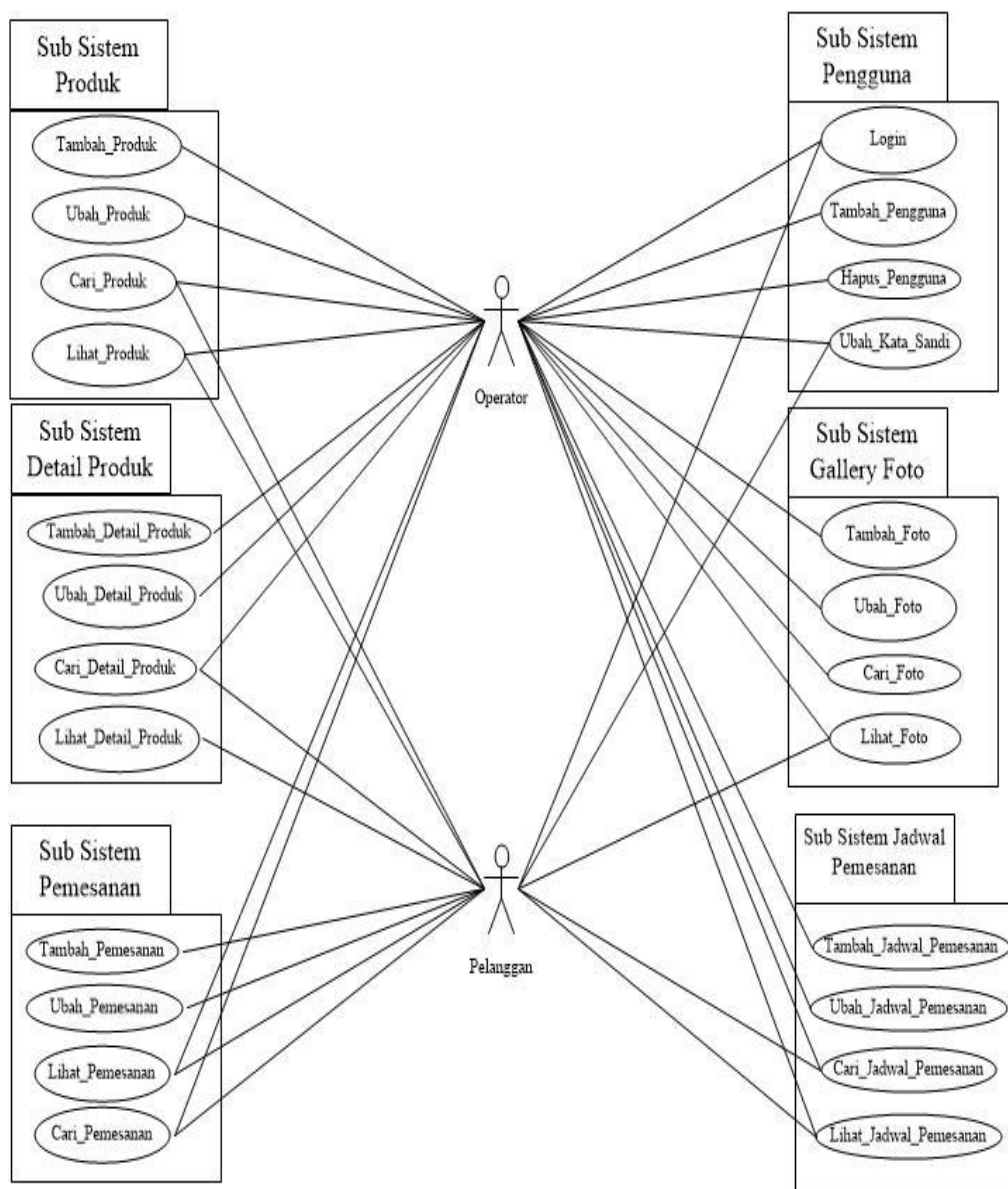 Sub Sistem
Produk
Tambah_Produk
Ubah_Produk
Cari_Produk
Lihat_Produk
Sub Sistem
Detail Produk
Tambah_Detail_Produk
Ubah_Detail_Produk
Cari_Detail_Produk
Lihat_Detail_Produk
Sub Sistem
Pemesanan
Tambah_Pemesanan
Ubah_Pemesanan
Lihat_Pemesanan
Cari_Pemesanan
Operator
Pelanggan
Sub Sistem
Pengguna
Login
Tambah_Pengguna
Hapus_Pengguna
Ubah_Kata_Sandi
Sub Sistem
Gallery Foto
Tambah_Foto
Ubah_Foto
Cari_Foto
Lihat_Foto
Sub Sistem Jadwal
Pemesanan
Tambah_Jadwal_Pemesanan
Ubah_Jadwal_Pemesanan
Cari_Jadwal_Pemesanan
Lihat_Jadwal_Pemesanan